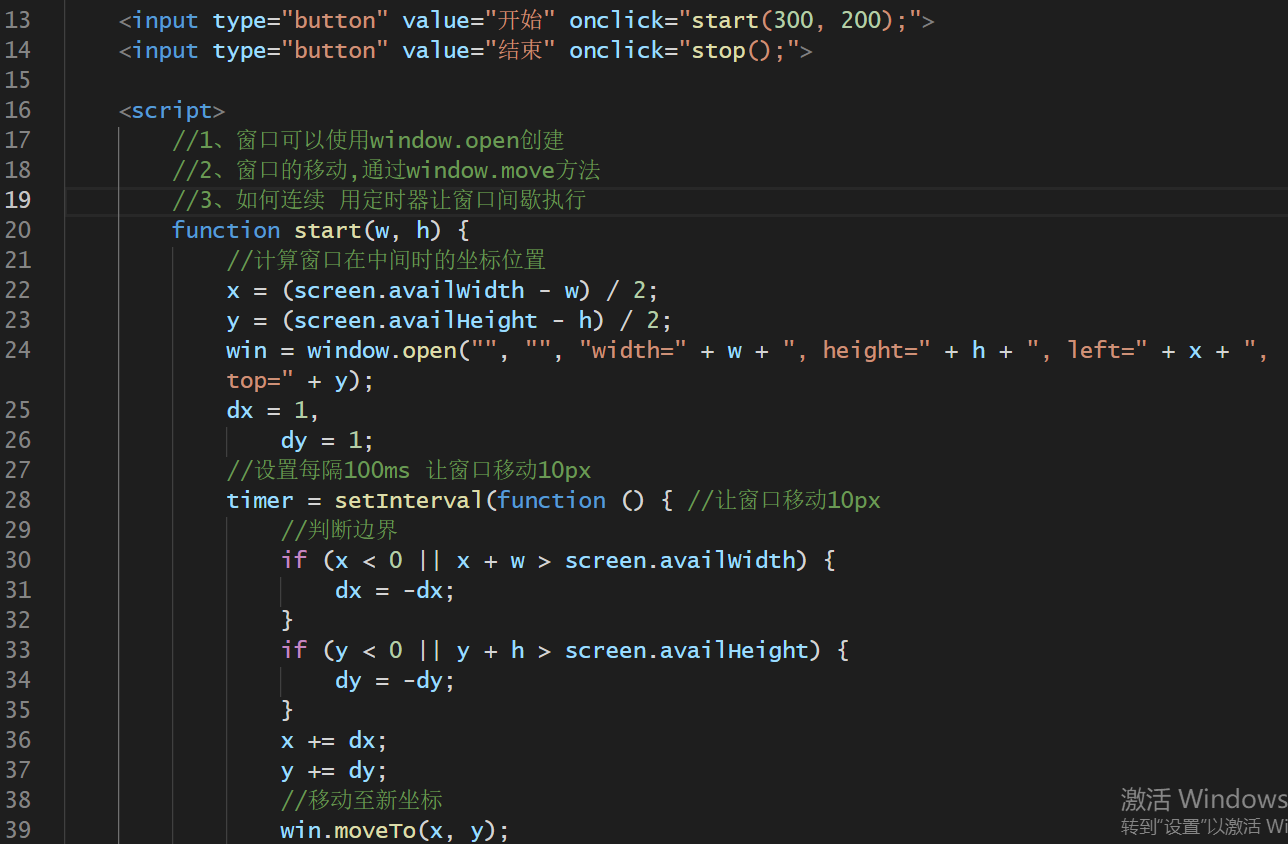 13 <input type="button" value="开始" onclick="start(300, 200);">
14 <input type="button" value="结束" onclick="stop();">
15
16 <script>
17 //1、窗口可以使用window.open创建
18 //2、窗口的移动,通过window.move方法
19 //3、如何连续 用定时器让窗口间歇执行
20 function start(w, h) {
21 //计算窗口在中间时的坐标位置
22 x = (screen.availWidth - w) / 2;
23 y = (screen.availHeight - h) / 2;
24 win = window.open("", "", "width=" + w + ", height=" + h + ", left=" + x + ",
top=" + y);
25 dx = 1,
26 dy = 1;
27 //设置每隔100ms 让窗口移动10px
28 timer = setInterval(function () { //让窗口移动10px
29 //判断边界
30 if (x < 0 || x + w > screen.availWidth) {
31 dx = -dx;
32 }
33 if (y < 0 || y + h > screen.availHeight) {
34 dy = -dy;
35 }
36 x += dx;
37 y += dy;
38 //移动至新坐标
39 win.moveTo(x, y);
激活 Windows
转到"设置"以激活 Wi